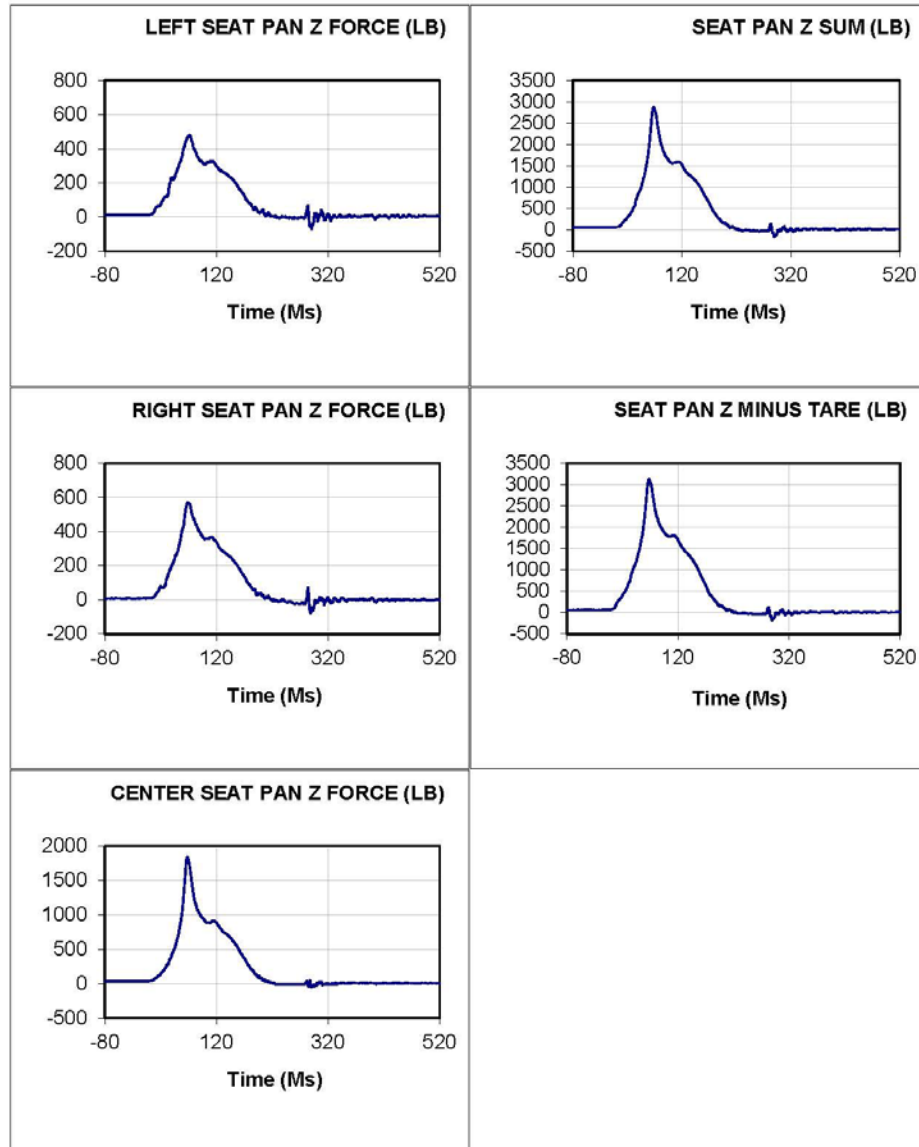 LEFT SEAT PAN Z FORCE (LB)
800
600
400
200
0
-200
-80 120 320 520
Time (Ms)
SEAT PAN Z SUM (LB)
3500
3000
2500
2000
1500
1000
500
0
-500
-80 120 320 520
Time (Ms)
RIGHT SEAT PAN Z FORCE (LB)
800
600
400
200
0
-200
-80 120 320 520
Time (Ms)
SEAT PAN Z MINUS TARE (LB)
3500
3000
2500
2000
1500
1000
500
0
-500
-80 120 320 520
Time (Ms)
CENTER SEAT PAN Z FORCE (LB)
2000
1500
1000
500
0
-500
-80 120 320 520
Time (Ms)